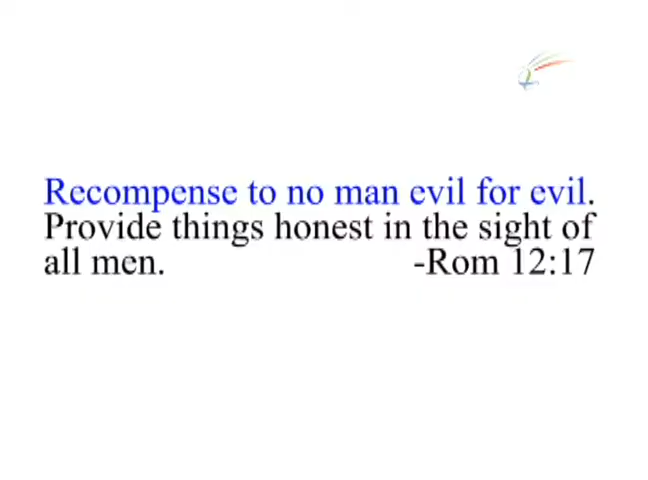 Recompense to no man evil for evil.
Provide things honest in the sight of
all men. -Rom 12:17